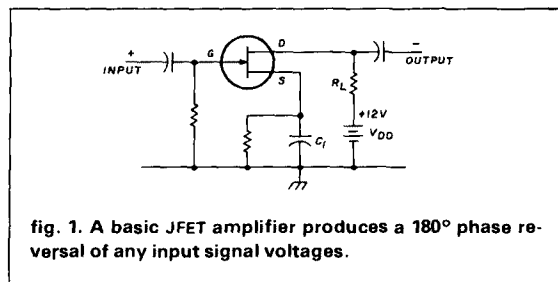 +
INPUT
G
D
S
−
OUTPUT
RL
+12V
VDD
C1
fig. 1. A basic JFET amplifier produces a 180° phase re-
versal of any input signal voltages.